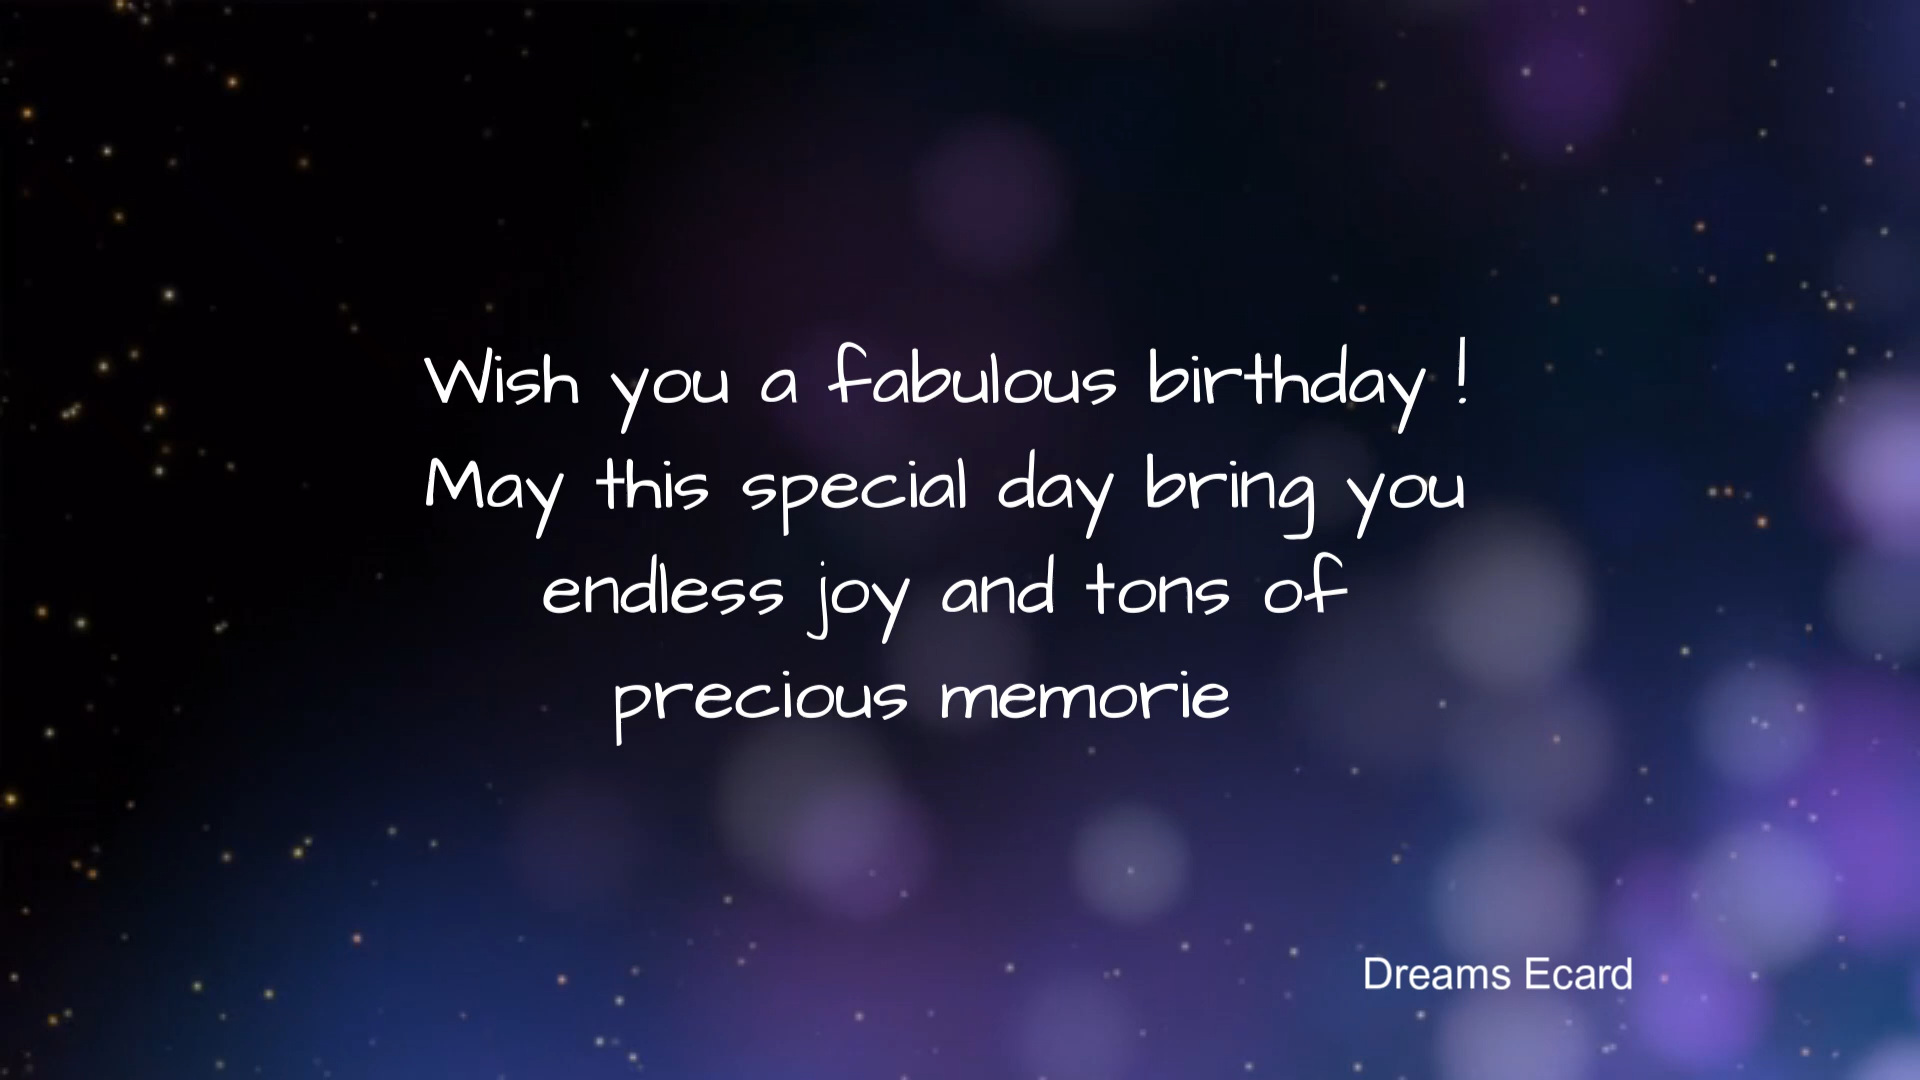 Wish you a fabulous birthday !
May this special day bring you
endless joy and tons of
precious memorie
Dreams Ecard